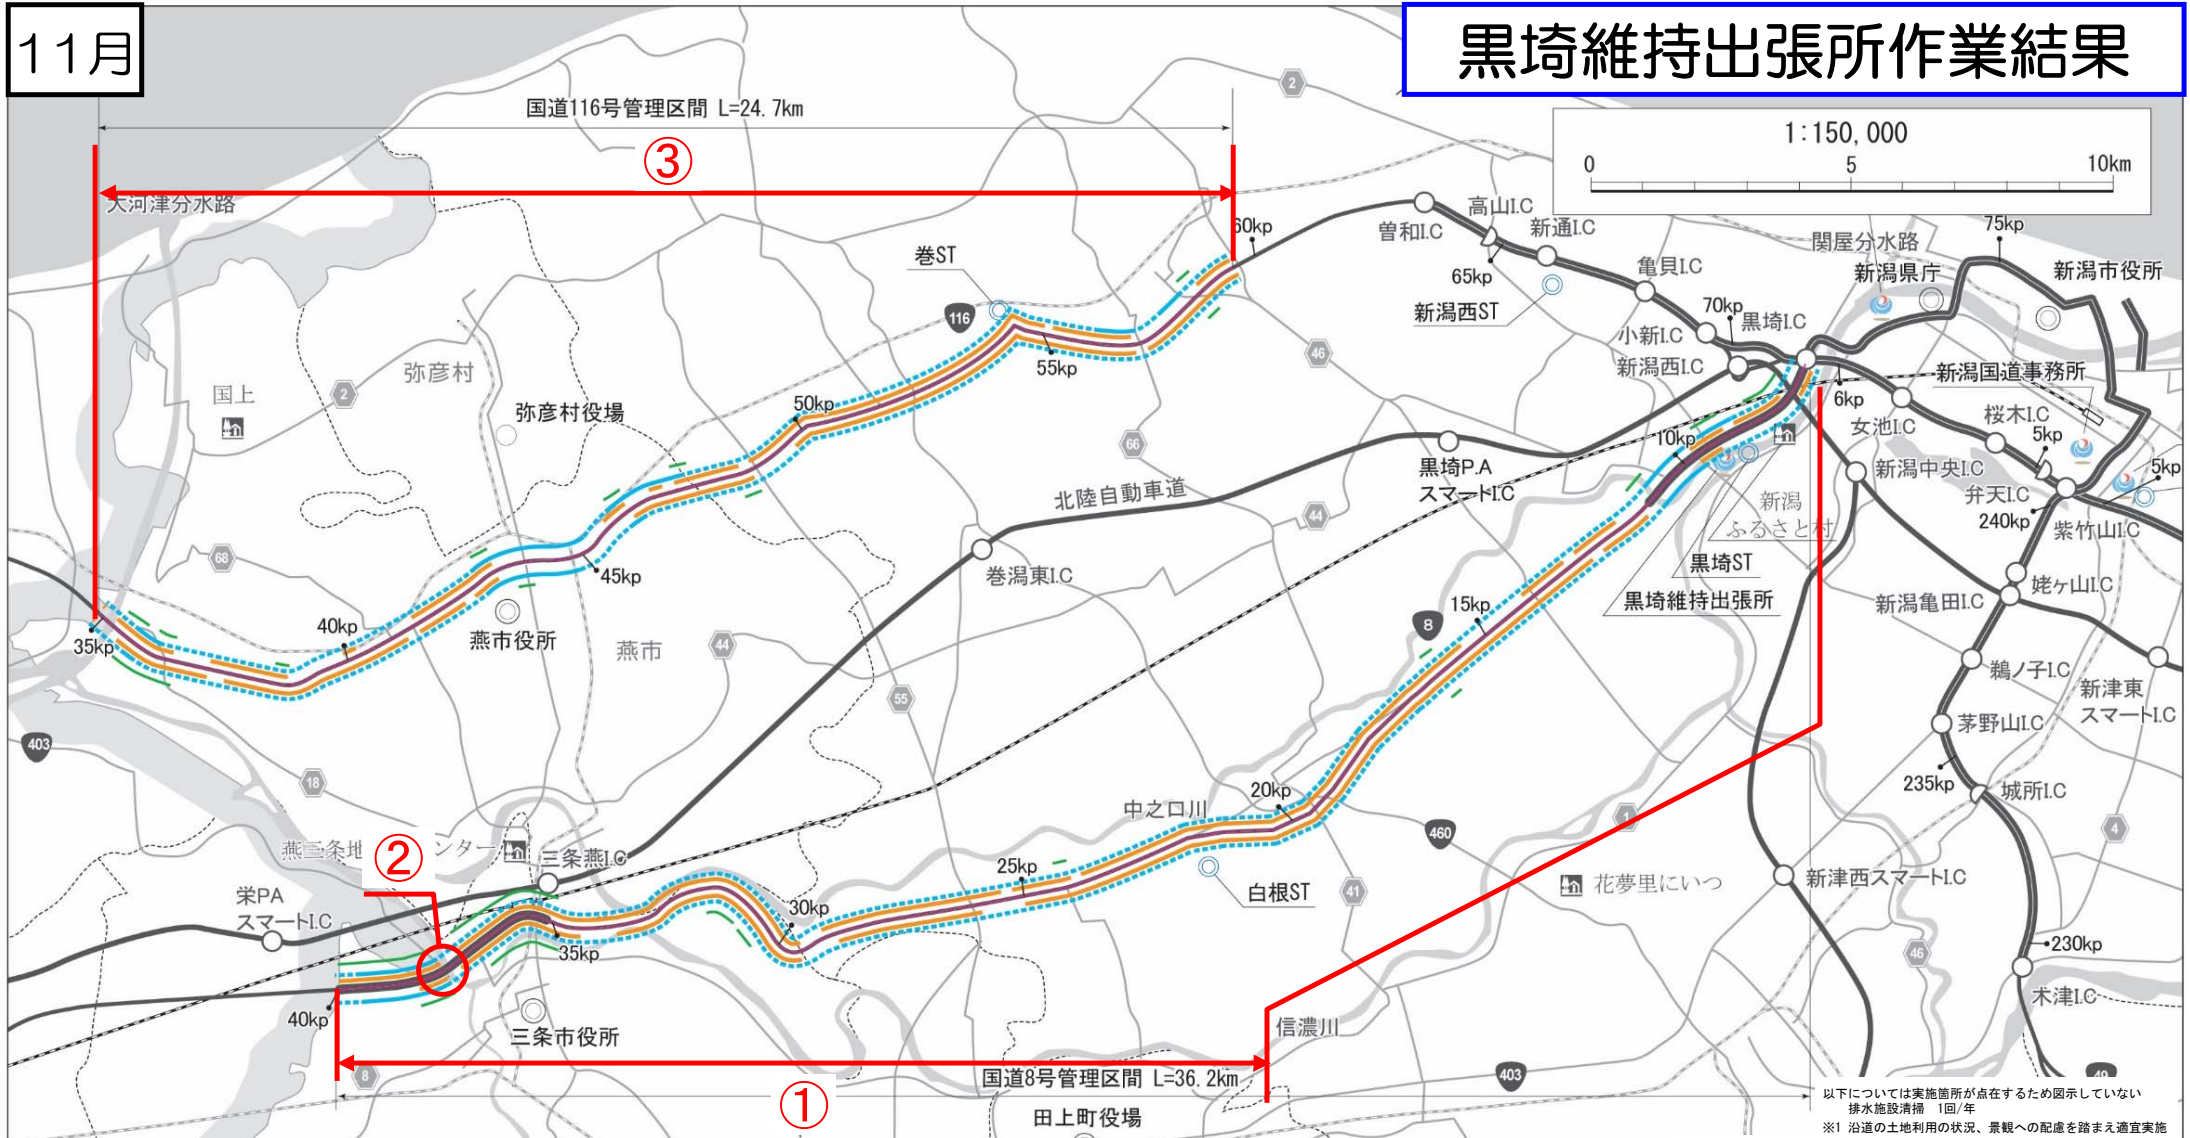 11月
黒埼維持出張所作業結果
国道116号管理区間 L=24.7km
③
1:150,000
0 5 10km
大河津分水路
2
高山I.C
新通I.C
曽和I.C
60kp
65kp
関屋分水路
75kp
新潟県庁
新潟市役所
亀貝I.C
巻ST
新潟西ST
70kp
黒埼I.C
小新I.C
新潟西I.C
116
46
55kp
新潟国道事務所
6kp
女池I.C
桜木I.C
5kp
5kp
弥彦村
国上
2
弥彦村役場
50kp
66
10kp
黒埼P.A
スマートI.C
新潟中央I.C
弁天I.C
240kp
紫竹山I.C
北陸自動車道
44
新潟
ふるさと村
黒埼ST
黒埼維持出張所
68
45kp
巻潟東I.C
姥ヶ山I.C
新潟亀田I.C
35kp
40kp
燕市役所
燕市
44
15kp
8
55
鵜ノ子I.C
新津東
スマートI.C
茅野山I.C
403
18
235kp
城所I.C
20kp
中之口川
460
1
4
燕三条地
ンター
②
三条燕I.C
25kp
白根ST
41
花夢里にいつ
新津西スマートI.C
栄PA
スマートI.C
30kp
35kp
46
230kp
40kp
三条市役所
信濃川
木津I.C
8
①
国道8号管理区間 L=36.2km
403
49
田上町役場
以下については実施箇所が点在するため図示していない
排水施設清掃 1回/年
※1 沿道の土地利用の状況、景観への配慮を踏まえ適宜実施